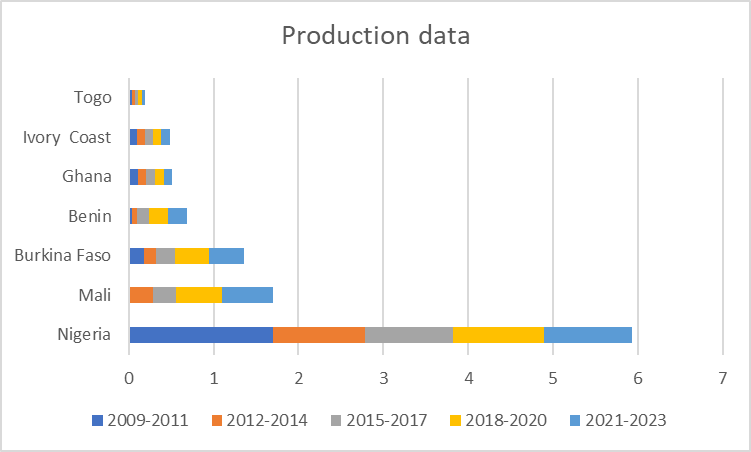 Production data
Togo
Ivory  Coast
Ghana
Benin
Burkina Faso
Mali
Nigeria
0 1 2 3 4 5 6 7
2009-2011 2012-2014 2015-2017 2018-2020 2021-2023